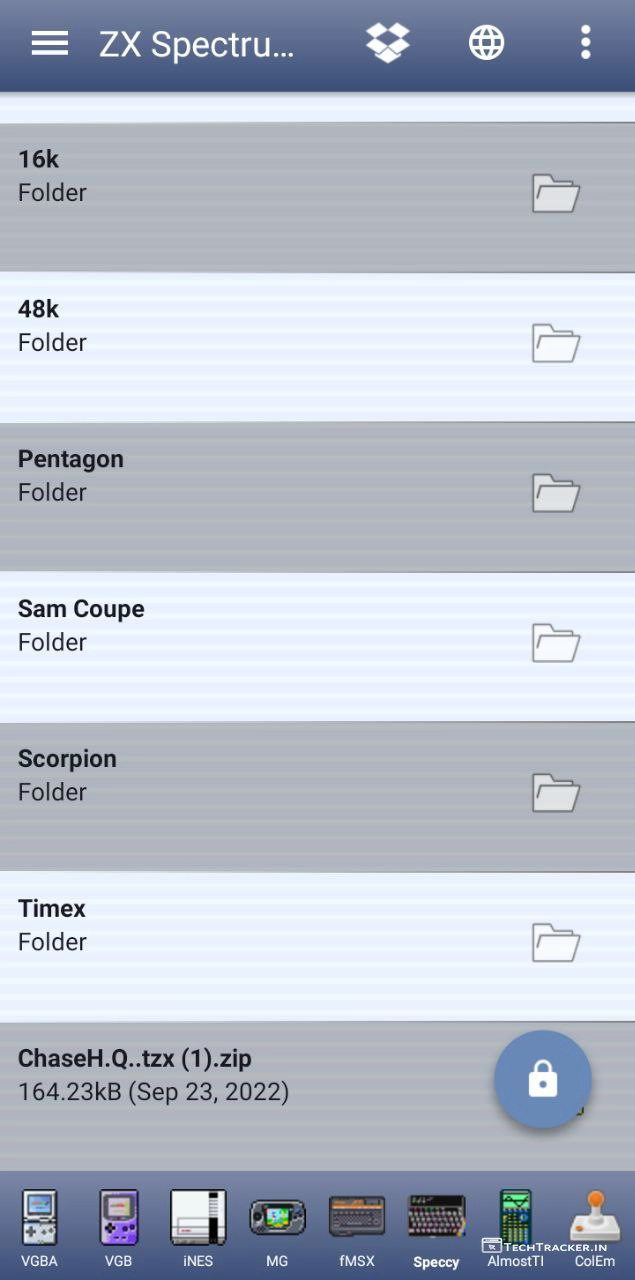 ZX Spectru...
16k
Folder
48k
Folder
Pentagon
Folder
Sam Coupe
Folder
Scorpion
Folder
Timex
Folder
ChaseH.Q..tzx (1).zip
164.23kB (Sep 23, 2022)
TechTracker.in
VGBA VGB iNES MG fMSX Speccy AlmostTI ColEm